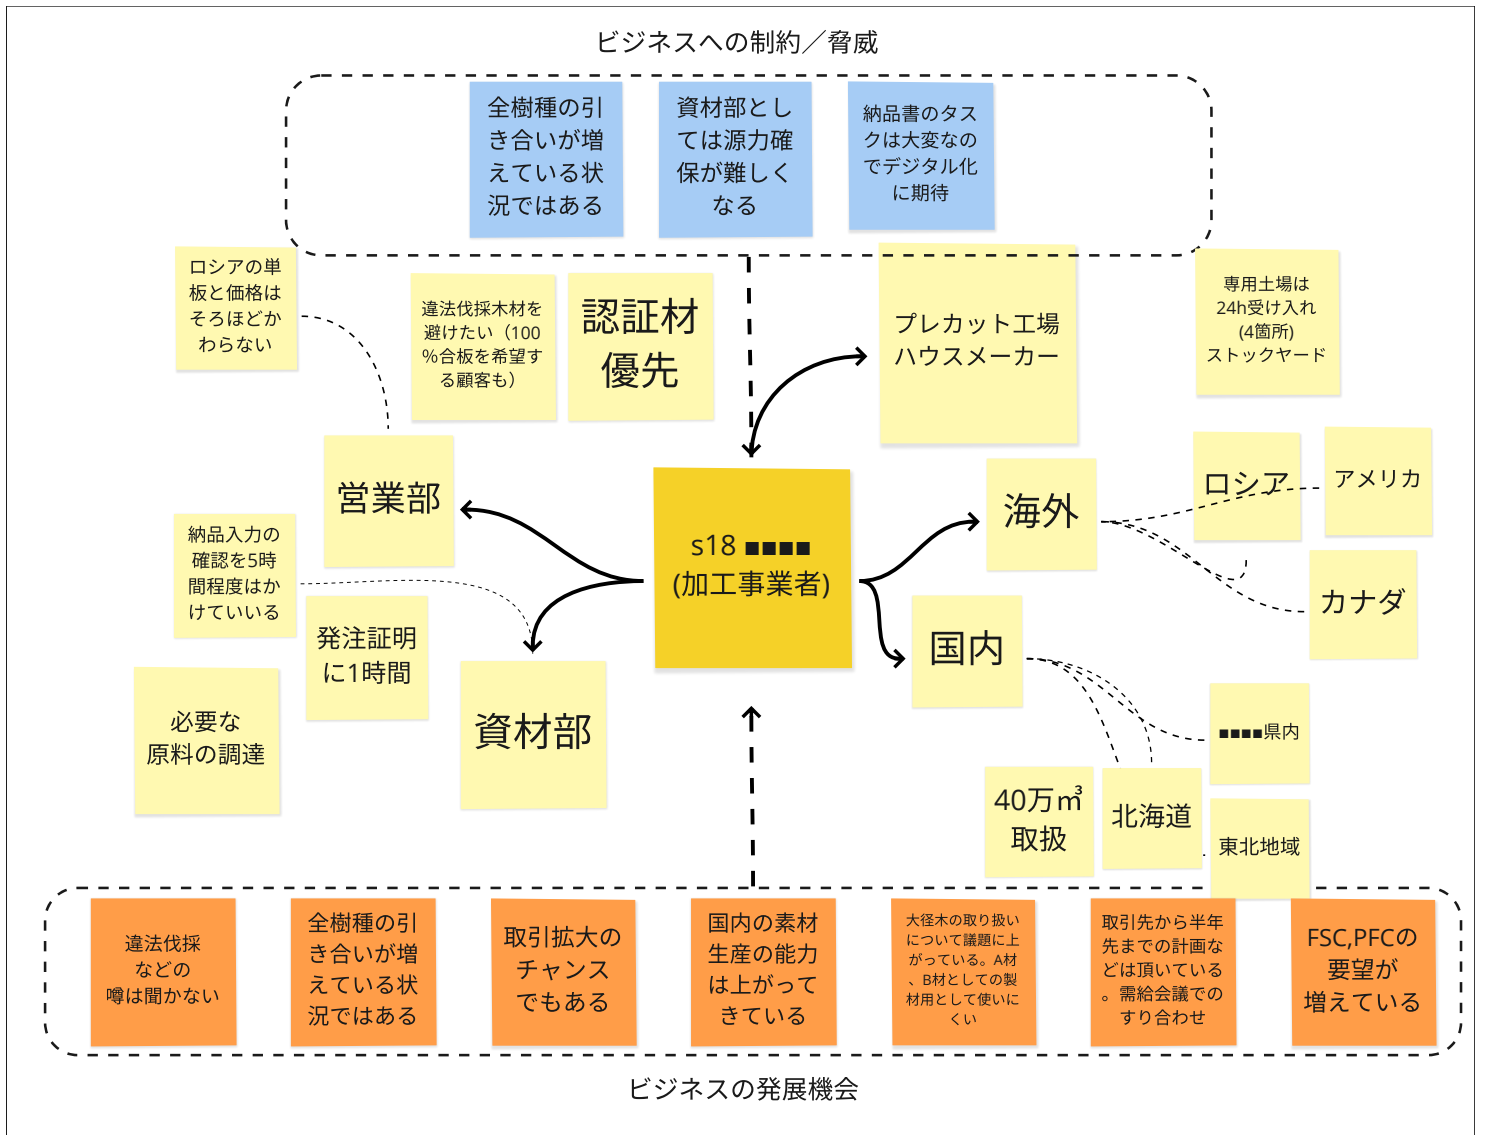 ビジネスへの制約／脅威
全樹種の引
き合いが増
えている状
況ではある
資材部とし
ては源力確
保が難しく
なる
納品書のタス
クは大変なの
でデジタル化
に期待
ロシアの単
板と価格は
そろほどか
わらない
違法伐採木材を
避けたい（100
%合板を希望す
る顧客も）
認証材
優先
プレカット工場
ハウスメーカー
専用土場は
24h受け入れ
(4箇所)
ストックヤード
営業部
海外
ロシア
アメリカ
カナダ
納品入力の
確認を5時
間程度はか
けていいる
s18 ■■■■
(加工事業者)
発注証明
に1時間
国内
必要な
原料の調達
資材部
■■■■県内
40万㎥
取扱
北海道
東北地域
違法伐採
などの
噂は聞かない
全樹種の引
き合いが増
えている状
況ではある
取引拡大の
チャンス
でもある
国内の素材
生産の能力
は上がって
きている
大径木の取り扱い
について議題に上
がっている。A材
、B材としての製
材用として使いに
くい
取引先から半年
先までの計画な
どは頂いている
。需給会議での
すり合わせ
FSC,PFCの
要望が
増えている
ビジネスの発展機会